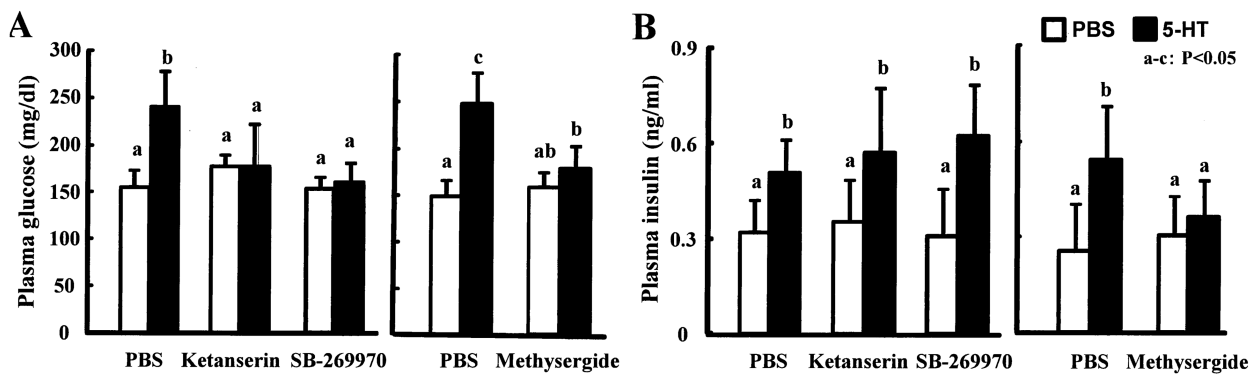 A
Plasma glucose (mg/dl)
300
250
200
150
100
50
0
a
b
a
a
a
a
a
c
ab
b
PBS
Ketanserin
SB-269970
PBS
Methysergide
B
PBS
5-HT
a-c: P<0.05
Plasma insulin (ng/ml)
0.9
0.6
0.3
0
a
b
a
b
a
b
a
b
a
a
PBS
Ketanserin
SB-269970
PBS
Methysergide